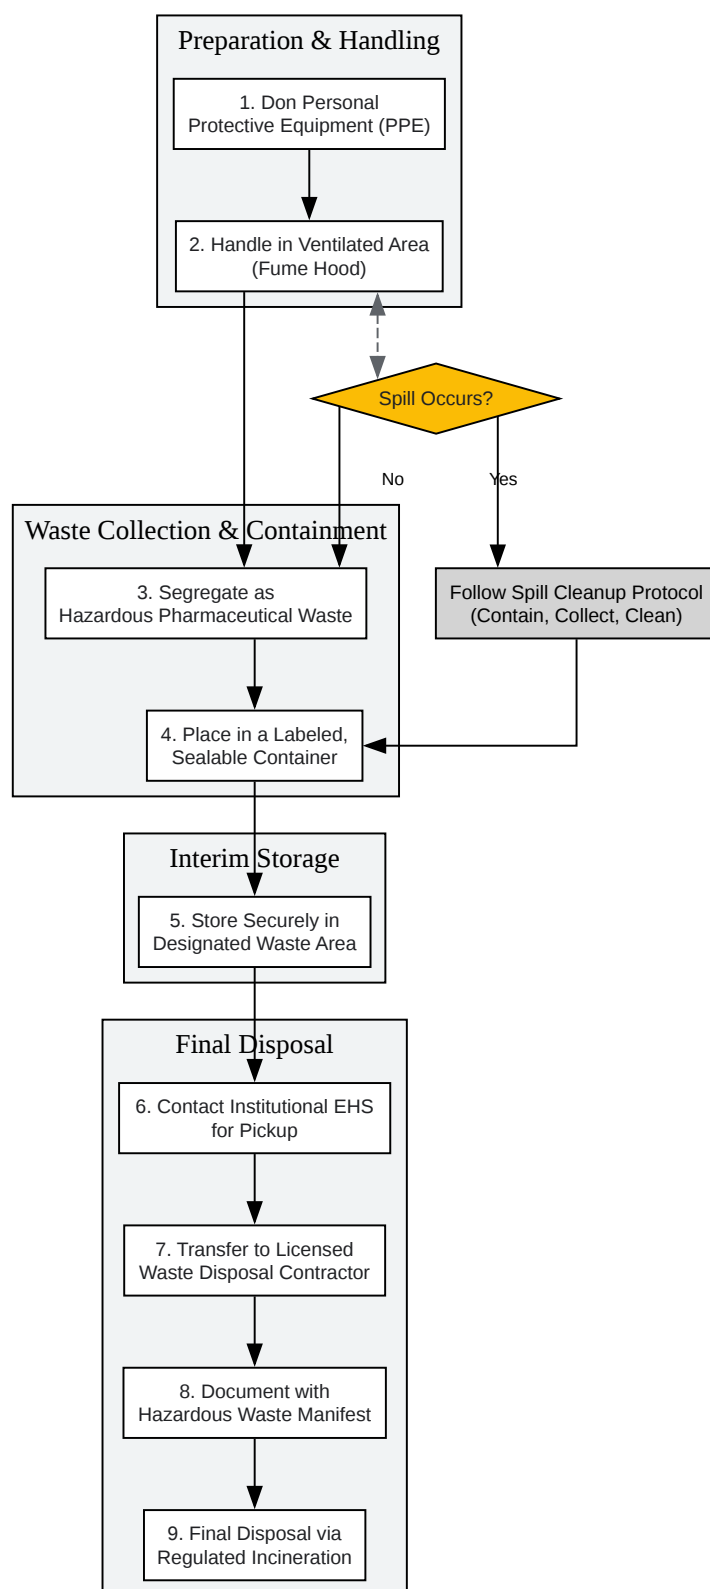 Preparation & Handling
1. Don Personal
Protective Equipment (PPE)
2. Handle in Ventilated Area
(Fume Hood)
Spill Occurs?
No
Yes
Waste Collection & Containment
3. Segregate as
Hazardous Pharmaceutical Waste
Follow Spill Cleanup Protocol
(Contain, Collect, Clean)
4. Place in a Labeled,
Sealable Container
Interim Storage
5. Store Securely in
Designated Waste Area
Final Disposal
6. Contact Institutional EHS
for Pickup
7. Transfer to Licensed
Waste Disposal Contractor
8. Document with
Hazardous Waste Manifest
9. Final Disposal via
Regulated Incineration